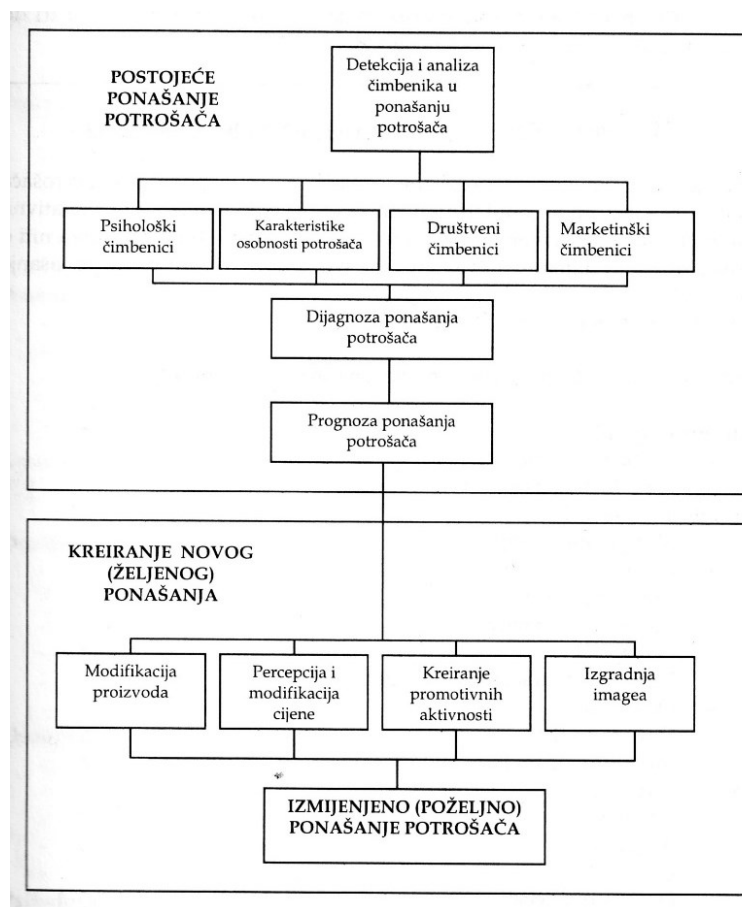 POSTOJEĆE
PONAŠANJE
POTROŠAČA
Detekcija i analiza
čimbenika u
ponašanju
potrošača
Psihološki
čimbenici
Karakteristike
osobnosti potrošača
Društveni
čimbenici
Marketinški
čimbenici
Dijagnoza ponašanja
potrošača
Prognoza ponašanja
potrošača
KREIRANJE NOVOG
(ŽELJENOG)
PONAŠANJA
Modifikacija
proizvoda
Percepcija i
modifikacija
cijene
Kreiranje
promotivnih
aktivnosti
Izgradnja
imagea
IZMIJENJENO (POŽELJNO)
PONAŠANJE POTROŠAČA